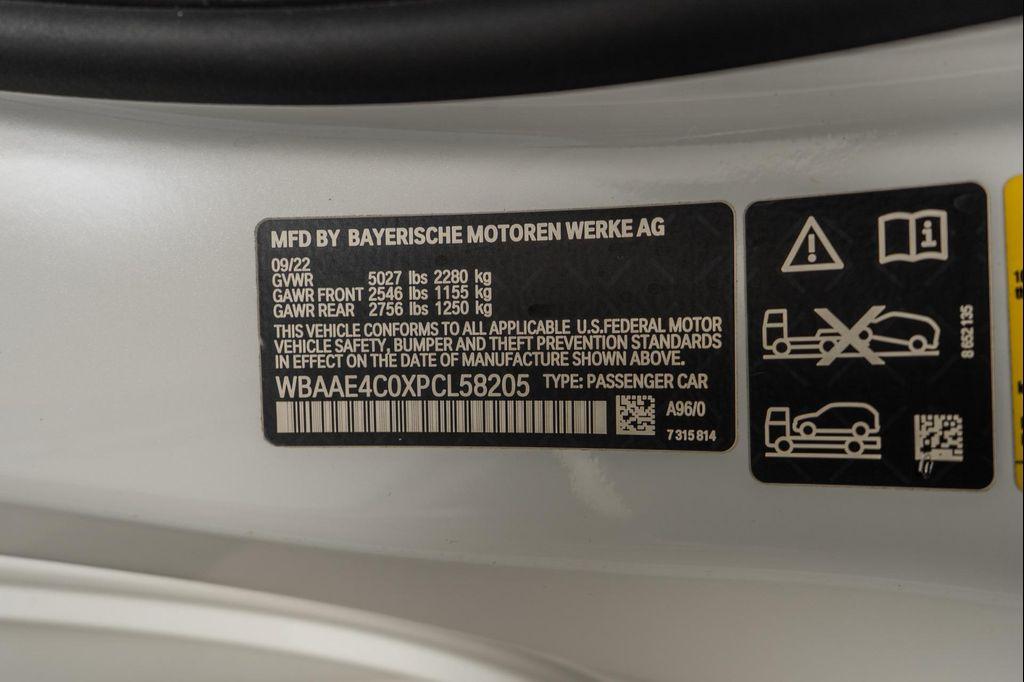 MFD BY BAYERISCHE MOTOREN WERKE AG
09/22
GVWR 5027 lbs 2280 kg
GAWR FRONT 2546 lbs 1155 kg
GAWR REAR 2756 lbs 1250 kg
THIS VEHICLE CONFORMS TO ALL APPLICABLE U.S.FEDERAL MOTOR
VEHICLE SAFETY, BUMPER AND THEFT PREVENTION STANDARDS
IN EFFECT ON THE DATE OF MANUFACTURE SHOWN ABOVE.
WBAAE4C0XPCL58205 TYPE: PASSENGER CAR
A96/0
7 315 814
8 652 135